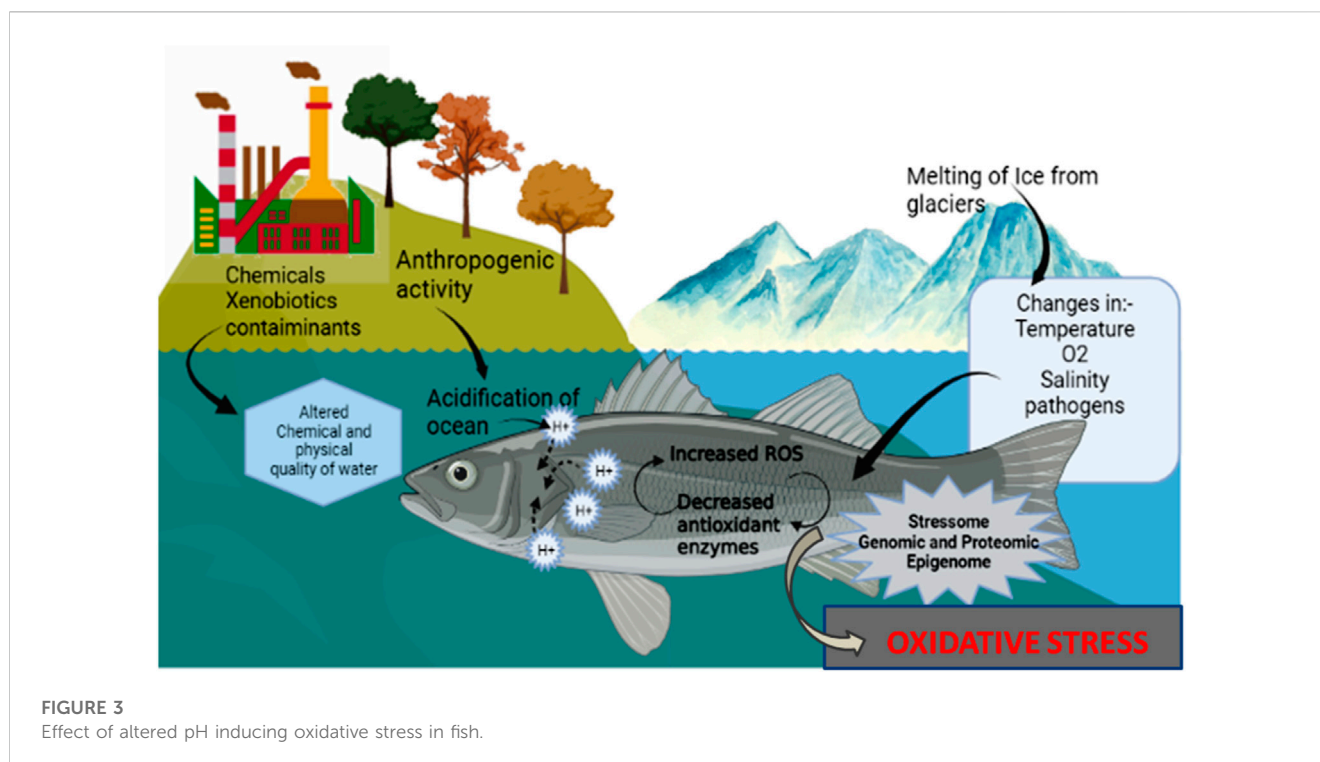 Melting of Ice from
glaciers
Chemicals
Xenobiotics
contaiminants
Anthropogenic
activity
Changes in:-
Temperature
O2
Salinity
pathogens
Altered
Chemical and
physical
quality of water
Acidification of
ocean
H+
H+
H+
H+
Increased ROS
Decreased
antioxidant
enzymes
Stressome
Genomic and Proteomic
Epigenome
OXIDATIVE STRESS
FIGURE 3
Effect of altered pH inducing oxidative stress in fish.